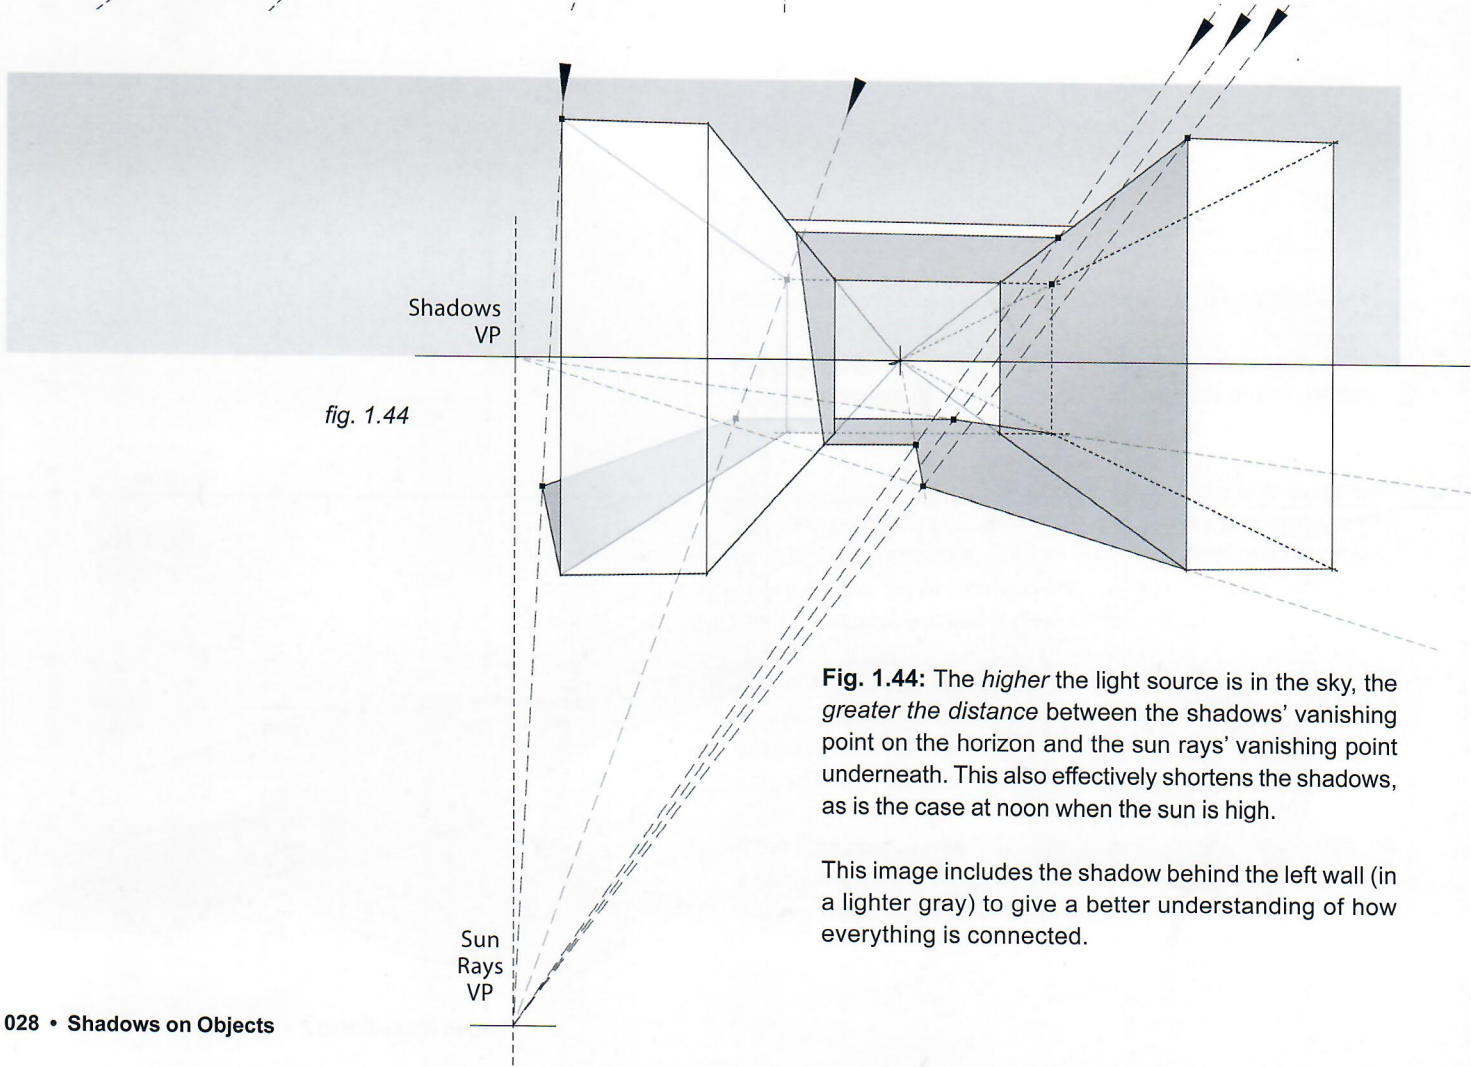 Shadows
VP
fig. 1.44
Fig. 1.44: The higher the light source is in the sky, the
greater the distance between the shadows’ vanishing
point on the horizon and the sun rays’ vanishing point
underneath. This also effectively shortens the shadows,
as is the case at noon when the sun is high.
This image includes the shadow behind the left wall (in
a lighter gray) to give a better understanding of how
everything is connected.
Sun
Rays
VP
028 • Shadows on Objects